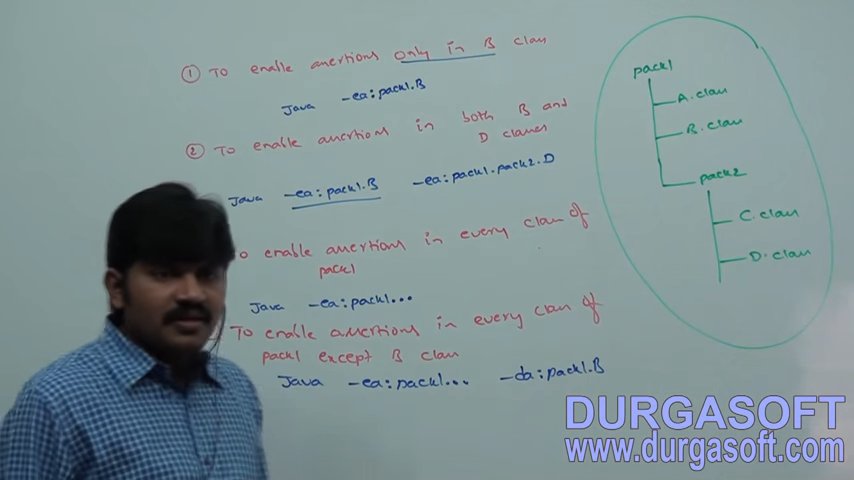 ① To enable assertions only in B class
Java -ea:pack1.B
② To enable assertions in both B and
D classes
Java -ea:pack1.B -ea:pack1.pack2.D
o enable assertions in every class of
pack1
Java -ea:pack1...
To enable assertions in every class of
pack1 except B class
Java -ea:pack1... -da:pack1.B
pack1
A.class
B.class
pack2
C.class
D.class
DURGASOFT
www.durgasoft.com